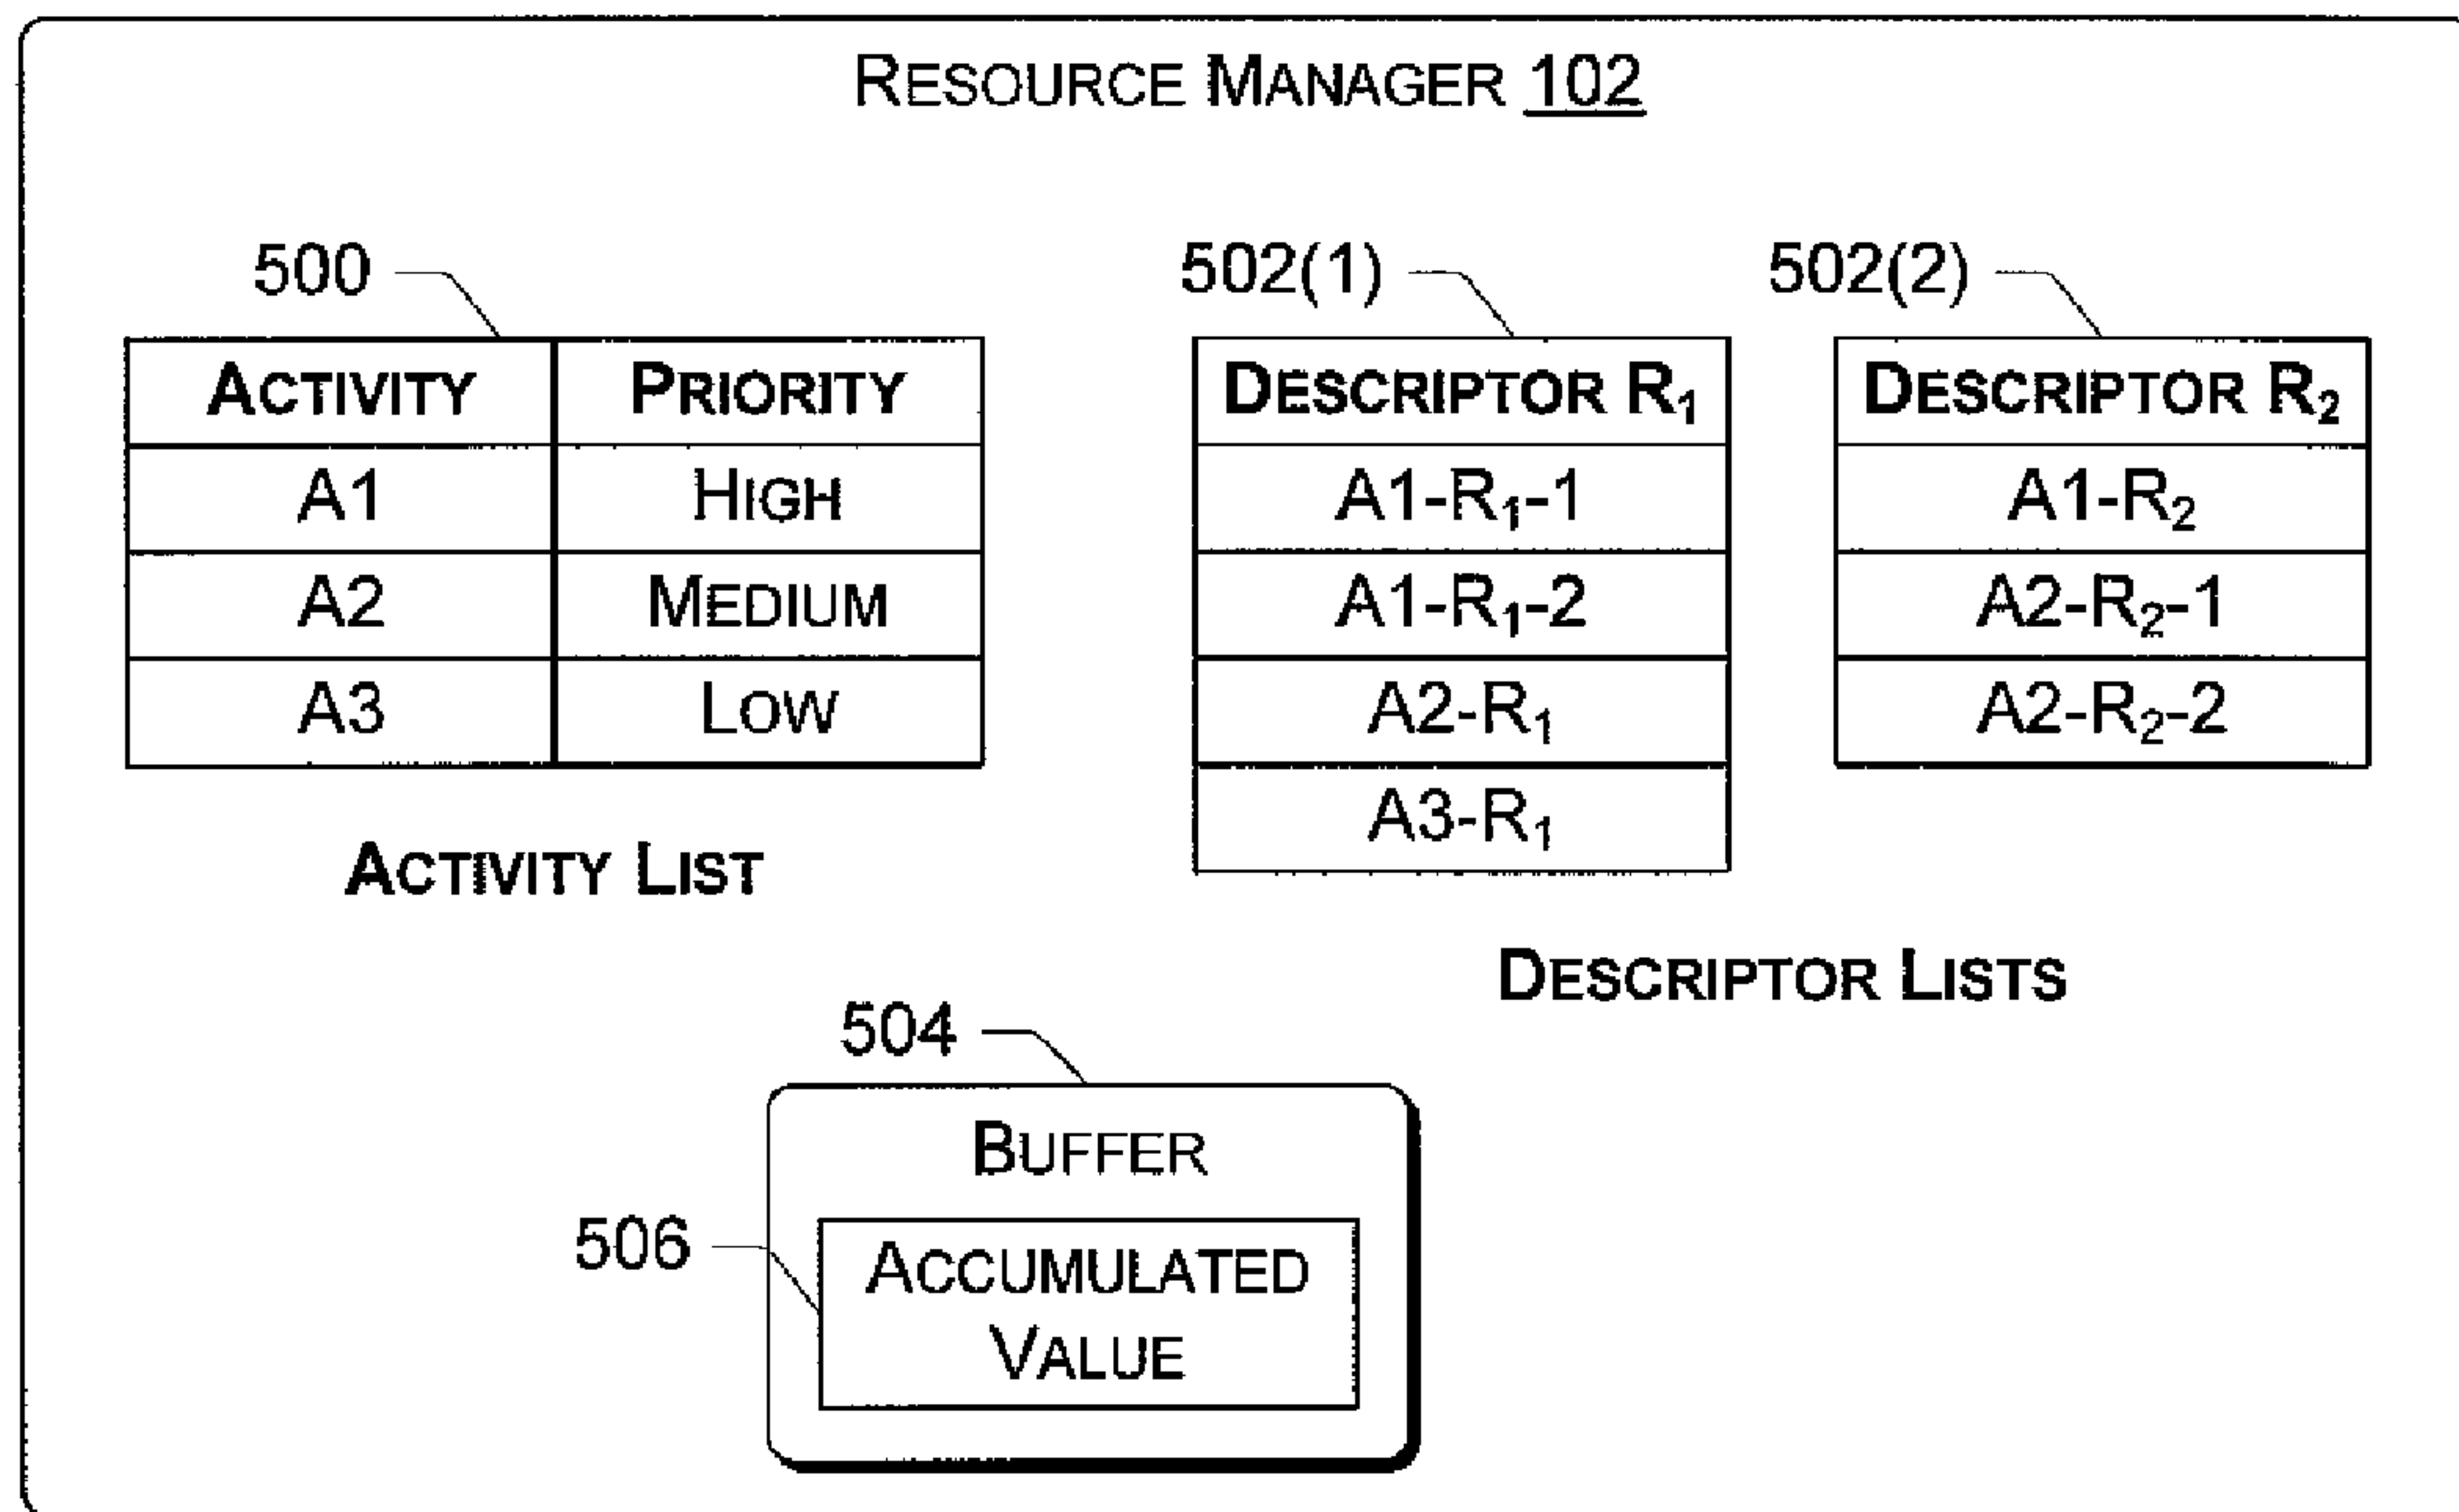 RESOURCE MANAGER 102
500
502(1)
502(2)
ACTIVITY PRIORITY
A1 HIGH
A2 MEDIUM
A3 LOW
ACTIVITY LIST
DESCRIPTOR R₁
A1-R₁-1
A1-R₁-2
A2-R₁
A3-R₁
DESCRIPTOR R₂
A1-R₂
A2-R₂-1
A2-R₂-2
DESCRIPTOR LISTS
504
BUFFER
506
ACCUMULATED
VALUE